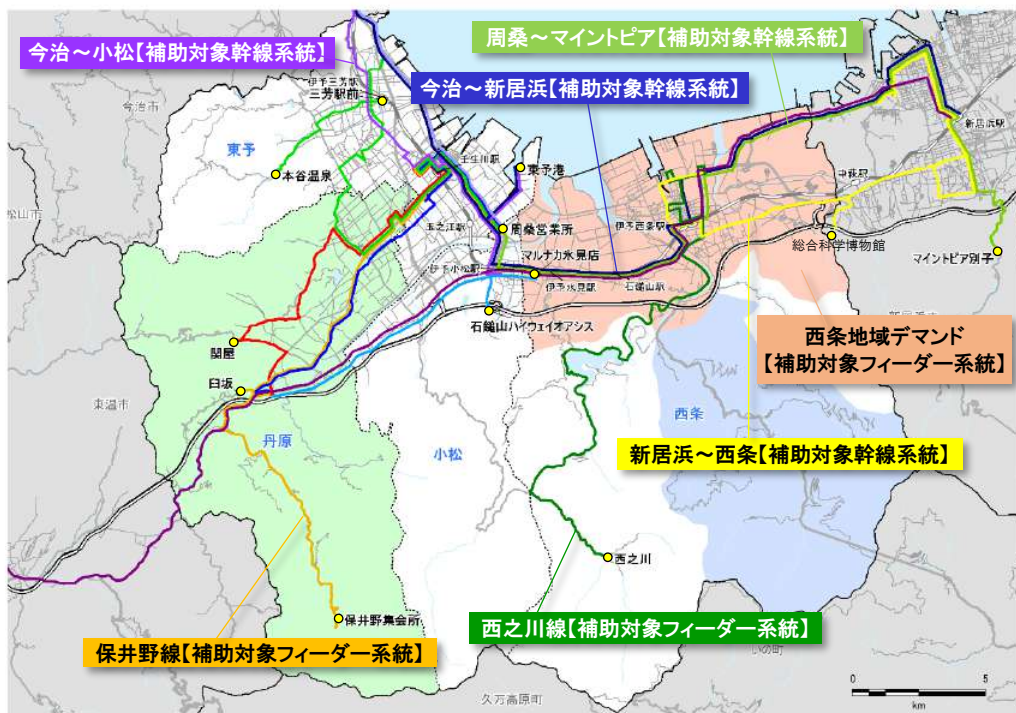 周桑～マイントピア【補助対象幹線系統】
今治～小松【補助対象幹線系統】
今治～新居浜【補助対象幹線系統】
伊予三芳駅
三芳駅前
今治市
新居浜駅
東予
壬生川駅
東予港
本谷温泉
中萩駅
松山市
玉之江駅
周桑営業所
伊予西条駅
総合科学博物館
マルナカ氷見店
マイントピア別子
伊予小松駅
伊予氷見駅
石鎚山駅
石鎚山ハイウェイオアシス
関屋
西条地域デマンド
【補助対象フィーダー系統】
臼坂
東温市
西条
丹原
小松
新居浜～西条【補助対象幹線系統】
西之川
保井野集会所
西之川線【補助対象フィーダー系統】
保井野線【補助対象フィーダー系統】
いの町
久万高原町
0
5
km